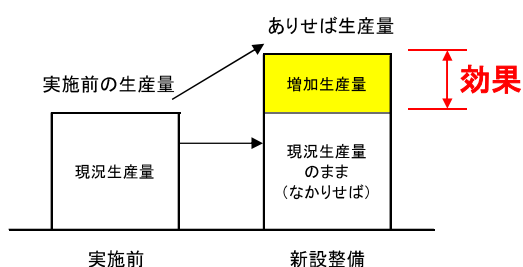 ありせば生産量
実施前の生産量
増加生産量
効果
現況生産量
現況生産量
のまま
（なかりせば）
実施前
新設整備